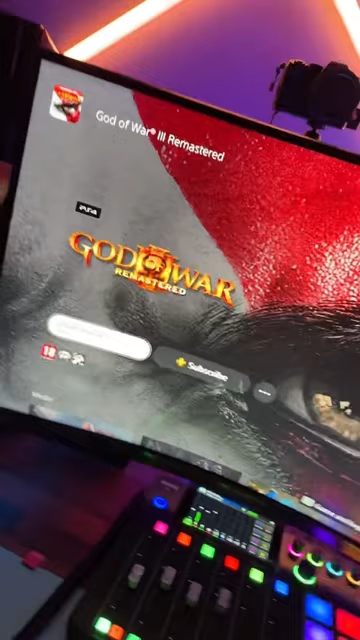 God of War® III Remastered
PS4
GOD OF WAR
REMASTERED
Subscribe
18